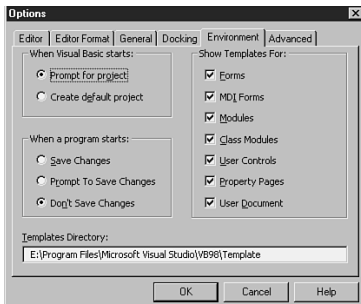 Options
Editor Editor Format General Docking Environment Advanced
When Visual Basic starts:
Prompt for project
Create default project
When a program starts:
Save Changes
Prompt To Save Changes
Don't Save Changes
Show Templates For:
Forms
MDI Forms
Modules
Class Modules
User Controls
Property Pages
User Document
Templates Directory:
E:\Program Files\Microsoft Visual Studio\VB98\Template
OK Cancel Help